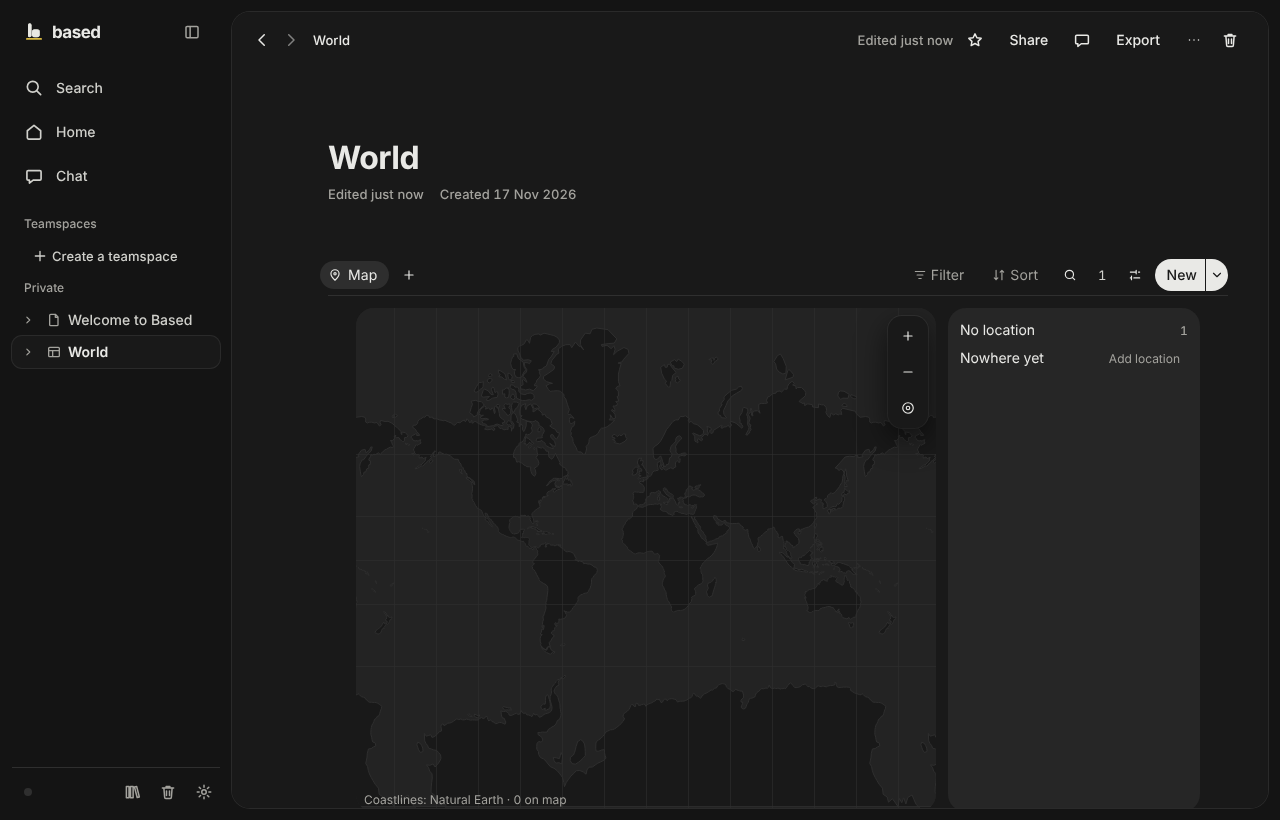 based
World
Edited just now
Share
Export
Search
Home
Chat
Teamspaces
Create a teamspace
Private
Welcome to Based
World
World
Edited just now Created 17 Nov 2026
Map
Filter
Sort
1
New
No location 1
Nowhere yet Add location
Coastlines: Natural Earth · 0 on map